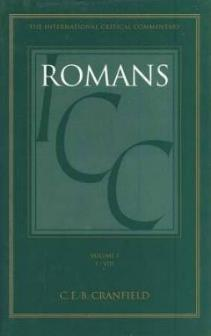 THE INTERNATIONAL CRITICAL COMMENTARY
ROMANS
ICC
VOLUME I
I-VIII
C. E. B. CRANFIELD